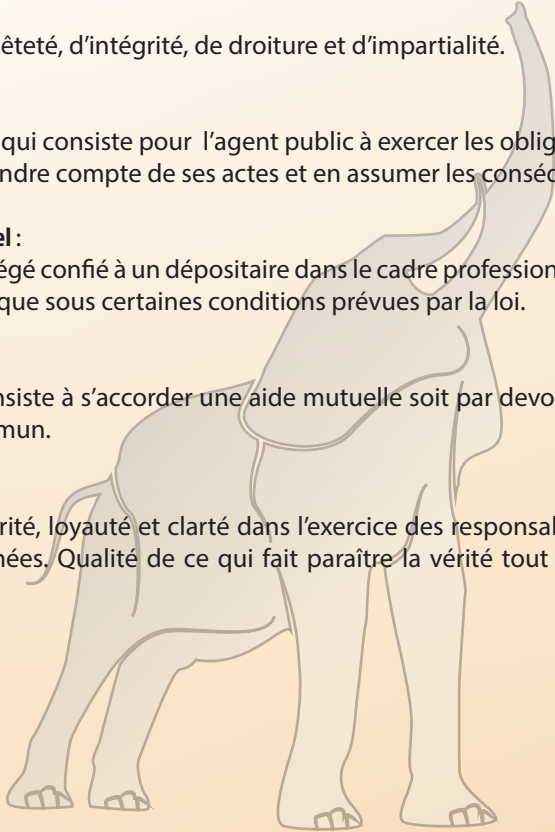 êteté, d’intégrité, de droiture et d’impartialité.
qui consiste pour l’agent public à exercer les oblig
ndre compte de ses actes et en assumer les conséq
el :
égé confié à un dépositaire dans le cadre profession
que sous certaines conditions prévues par la loi.
nsiste à s’accorder une aide mutuelle soit par devo
mun.
rité, loyauté et clarté dans l’exercice des responsal
nées. Qualité de ce qui fait paraître la vérité tout